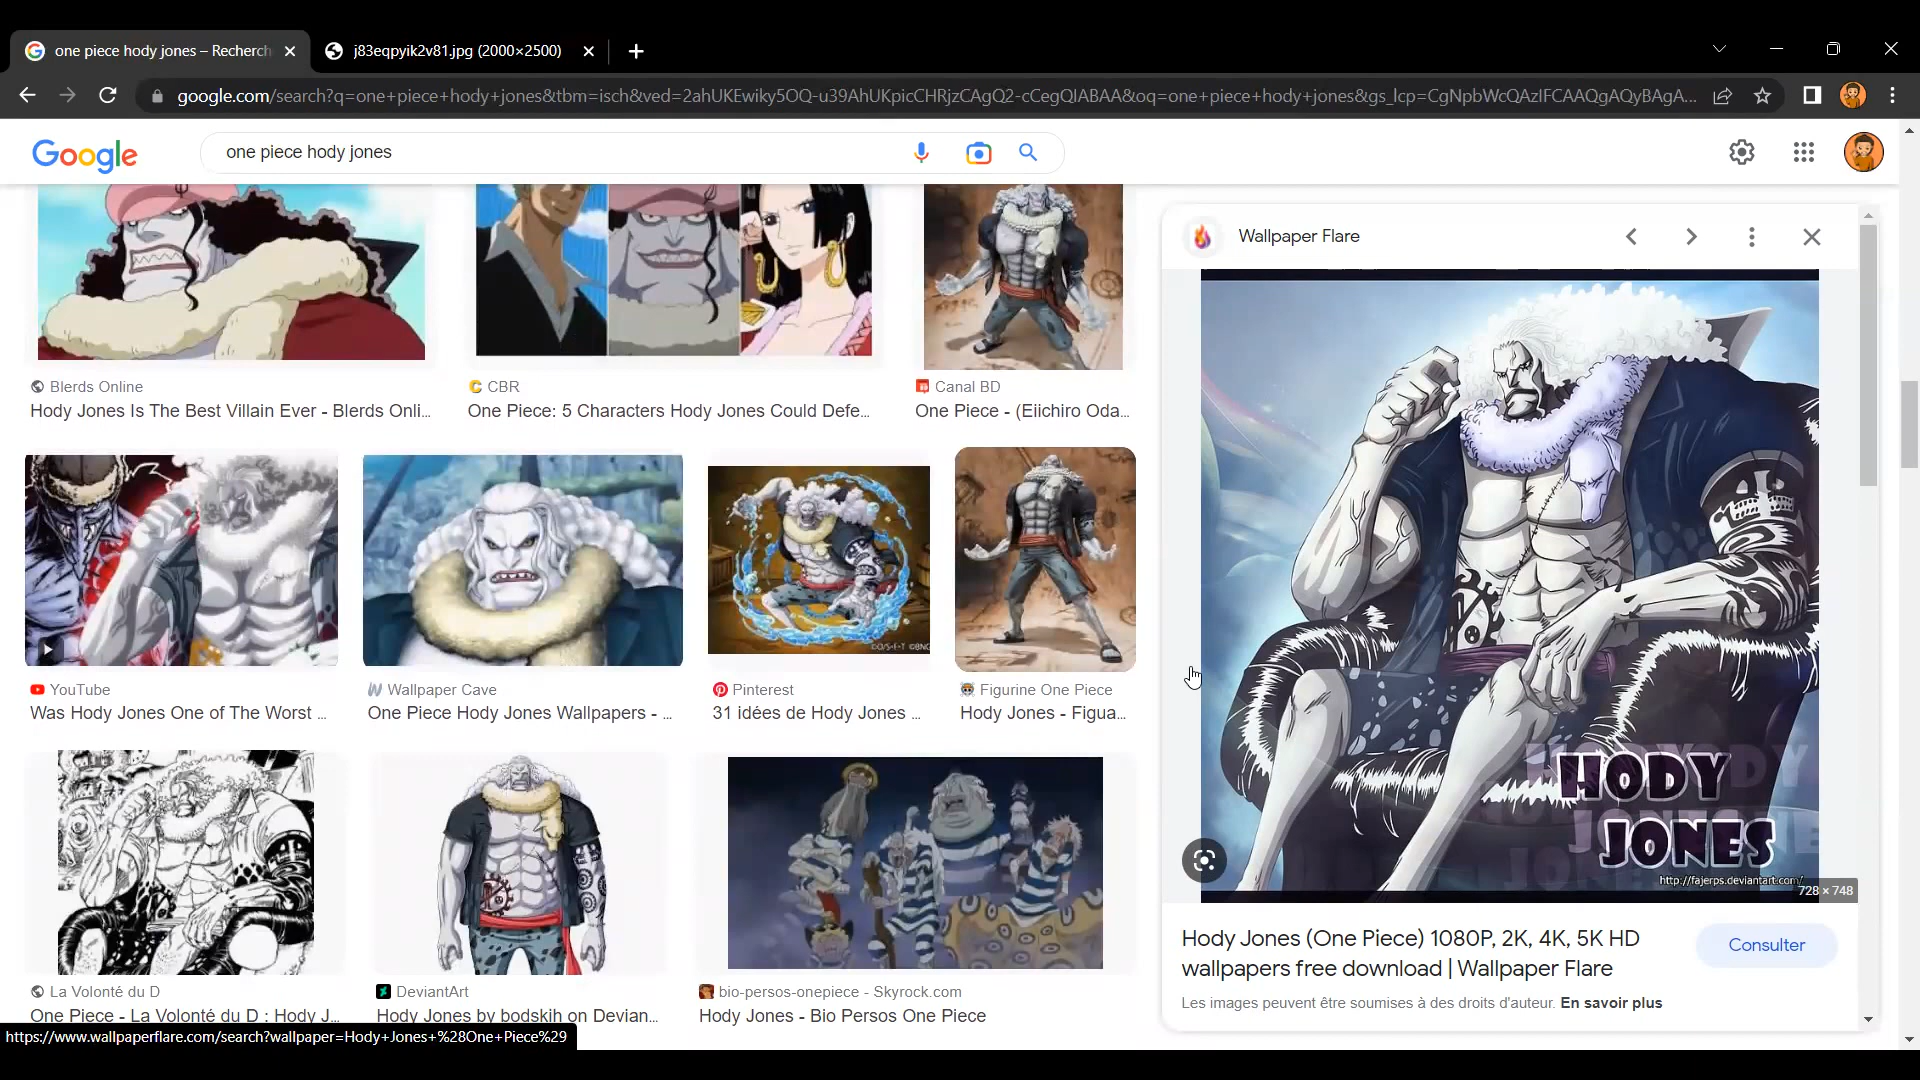 one piece hody jones – Recherch
j83eqpyik2v81.jpg (2000×2500)
google.com/search?q=one+piece+hody+jones&tbm=isch&ved=2ahUKEwiky5OQ-u39AhUKpicCHRjzCAgQ2-cCegQIABAA&oq=one+piece+hody+jones&gs_lcp=CgNpbWcQAzIFCAAQgAQyBAgA...
Google
one piece hody jones
Blerds Online
Hody Jones Is The Best Villain Ever - Blerds Onli...
CBR
One Piece: 5 Characters Hody Jones Could Defe...
Canal BD
One Piece - (Eiichiro Oda...
Wallpaper Flare
©O/S·F·T ©BNG
YouTube
Was Hody Jones One of The Worst ...
Wallpaper Cave
One Piece Hody Jones Wallpapers - ...
Pinterest
31 idées de Hody Jones ...
Figurine One Piece
Hody Jones - Figua...
HODY
JONES
http://fajerps.deviantart.com/
728 × 748
Hody Jones (One Piece) 1080P, 2K, 4K, 5K HD
wallpapers free download | Wallpaper Flare
Consulter
Les images peuvent être soumises à des droits d'auteur. En savoir plus
La Volonté du D
One Piece - La Volonté du D : Hody J...
DeviantArt
Hody Jones by bodskih on Devian...
bio-persos-onepiece - Skyrock.com
Hody Jones - Bio Persos One Piece
https://www.wallpaperflare.com/search?wallpaper=Hody+Jones+%28One+Piece%29